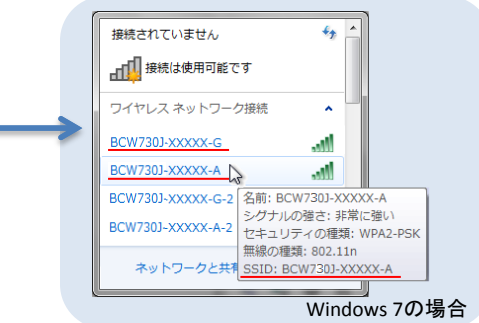 接続されていません
接続は使用可能です
ワイヤレス ネットワーク接続
BCW730J-XXXXX-G
BCW730J-XXXXX-A
BCW730J-XXXXX-G-2
BCW730J-XXXXX-A-2
名前: BCW730J-XXXXX-A
シグナルの強さ: 非常に強い
セキュリティの種類: WPA2-PSK
無線の種類: 802.11n
SSID: BCW730J-XXXXX-A
ネットワークと共
Windows 7の場合